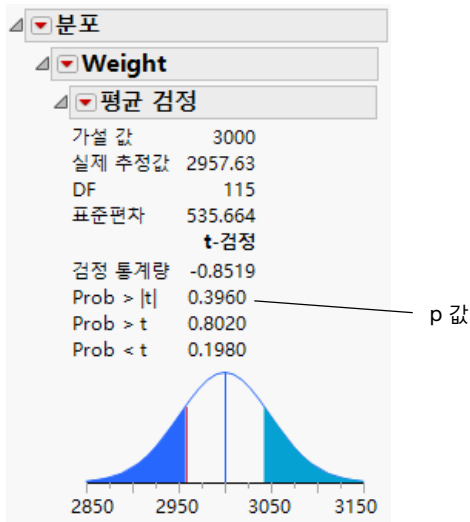 분포
Weight
평균 검정
가설 값 3000
실제 추정값 2957.63
DF 115
표준편차 535.664
t-검정
검정 통계량 -0.8519
Prob > |t| 0.3960
p 값
Prob > t 0.8020
Prob < t 0.1980
2850 2950 3050 3150